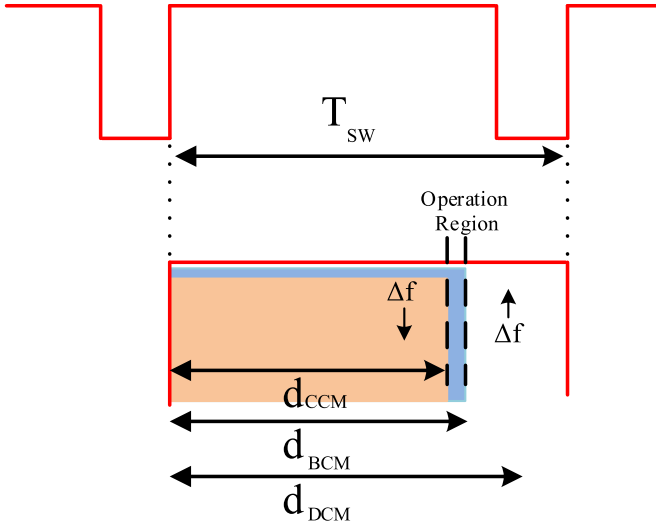 T_SW
Operation
Region
Δf
Δf
d_CCM
d_BCM
d_DCM